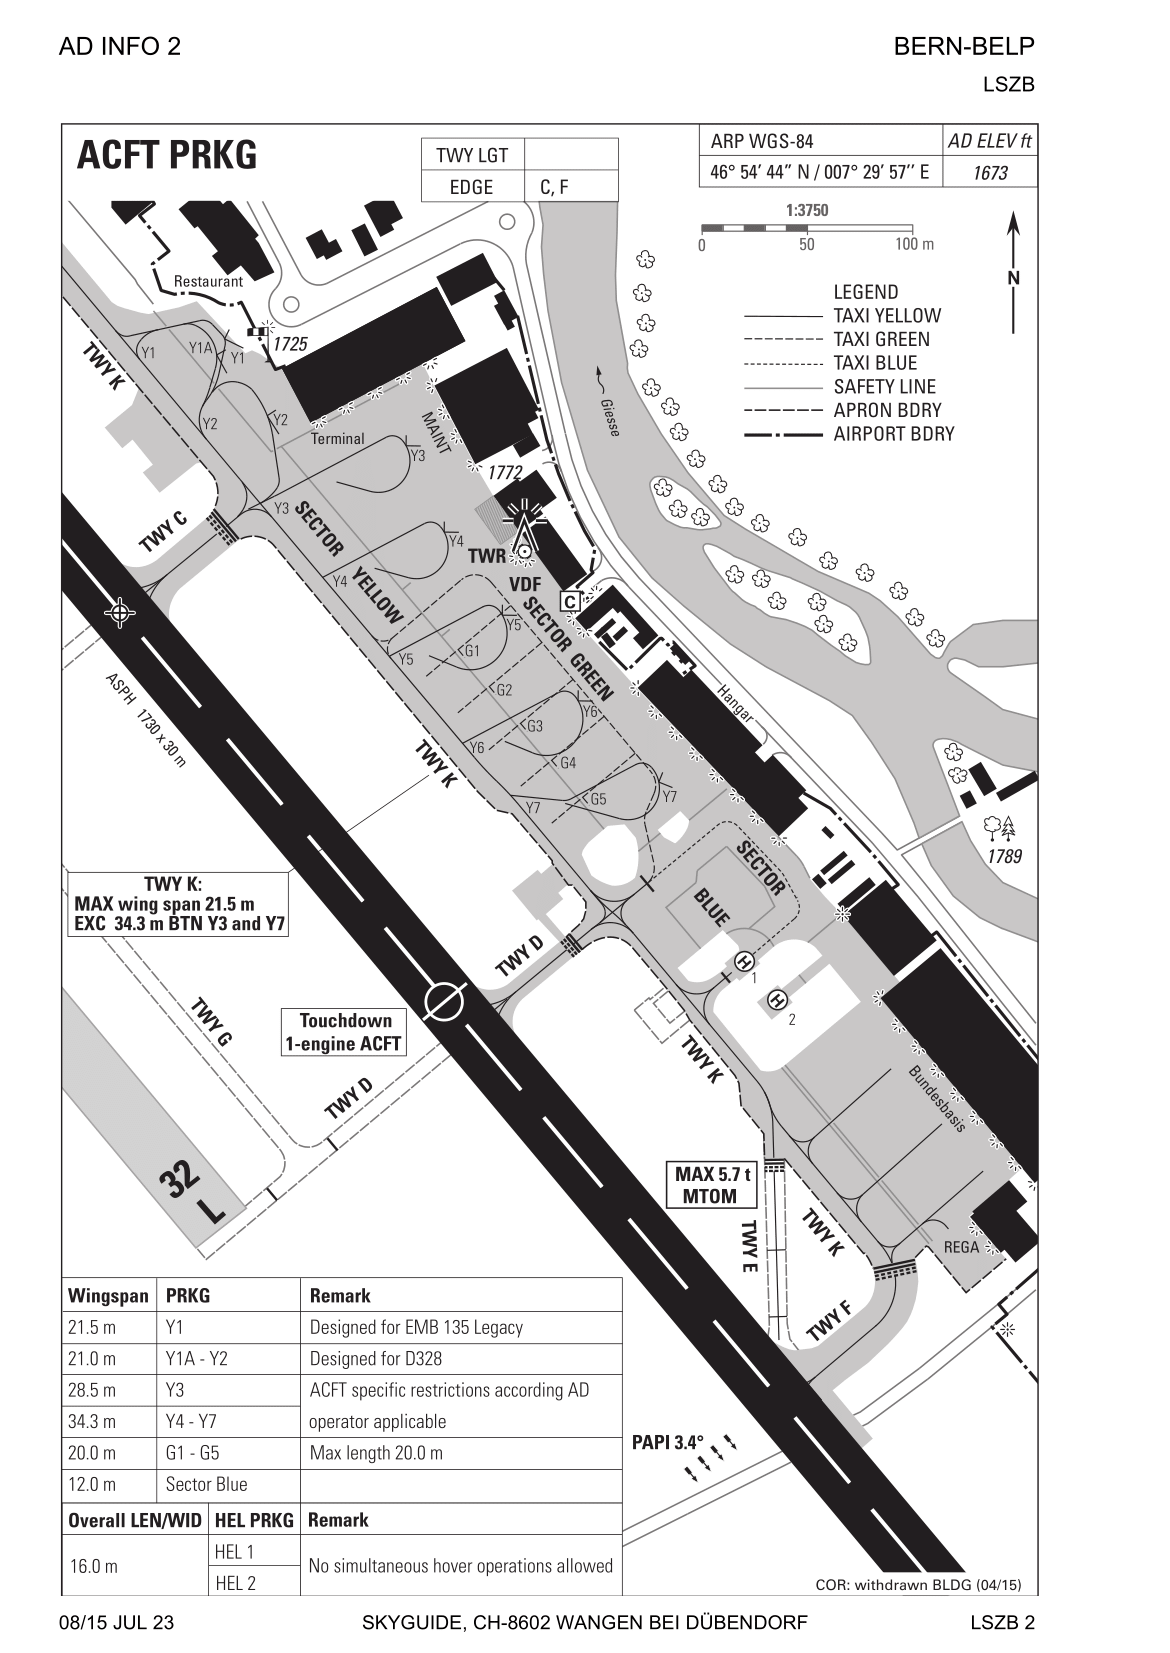 AD INFO 2
BERN-BELP
LSZB
ACFT PRKG
TWY LGT
EDGE C, F
ARP WGS-84 AD ELEV ft
46° 54′ 44″ N / 007° 29′ 57″ E 1673
1:3750
0 50 100 m
N
LEGEND
TAXI YELLOW
TAXI GREEN
TAXI BLUE
SAFETY LINE
APRON BDRY
AIRPORT BDRY
Restaurant
1725
TWY K
Y1
Y1A
Y1
Y2
Y2
Terminal
MAINT
Giesse
Y3
1772
Y3
SECTOR YELLOW
TWY C
Y4
TWR
VDF
Y4
C
SECTOR GREEN
Y5
G1
Y5
G2
Hangar
Y6
G3
Y6
G4
ASPH 1730 x 30 m
TWY K
G5
Y7
Y7
1789
SECTOR BLUE
TWY K:
MAX wing span 21.5 m
EXC 34.3 m BTN Y3 and Y7
TWY D
H
1
H
2
TWY G
Touchdown
1-engine ACFT
TWY K
TWY D
Bundesbasis
32
L
MAX 5.7 t
MTOM
TWY E
TWY K
REGA
TWY F
PAPI 3.4°
Wingspan PRKG Remark
21.5 m Y1 Designed for EMB 135 Legacy
21.0 m Y1A - Y2 Designed for D328
28.5 m Y3 ACFT specific restrictions according AD
34.3 m Y4 - Y7 operator applicable
20.0 m G1 - G5 Max length 20.0 m
12.0 m Sector Blue
Overall LEN/WID HEL PRKG Remark
16.0 m HEL 1 No simultaneous hover operations allowed
HEL 2
COR: withdrawn BLDG (04/15)
08/15 JUL 23
SKYGUIDE, CH-8602 WANGEN BEI DÜBENDORF
LSZB 2